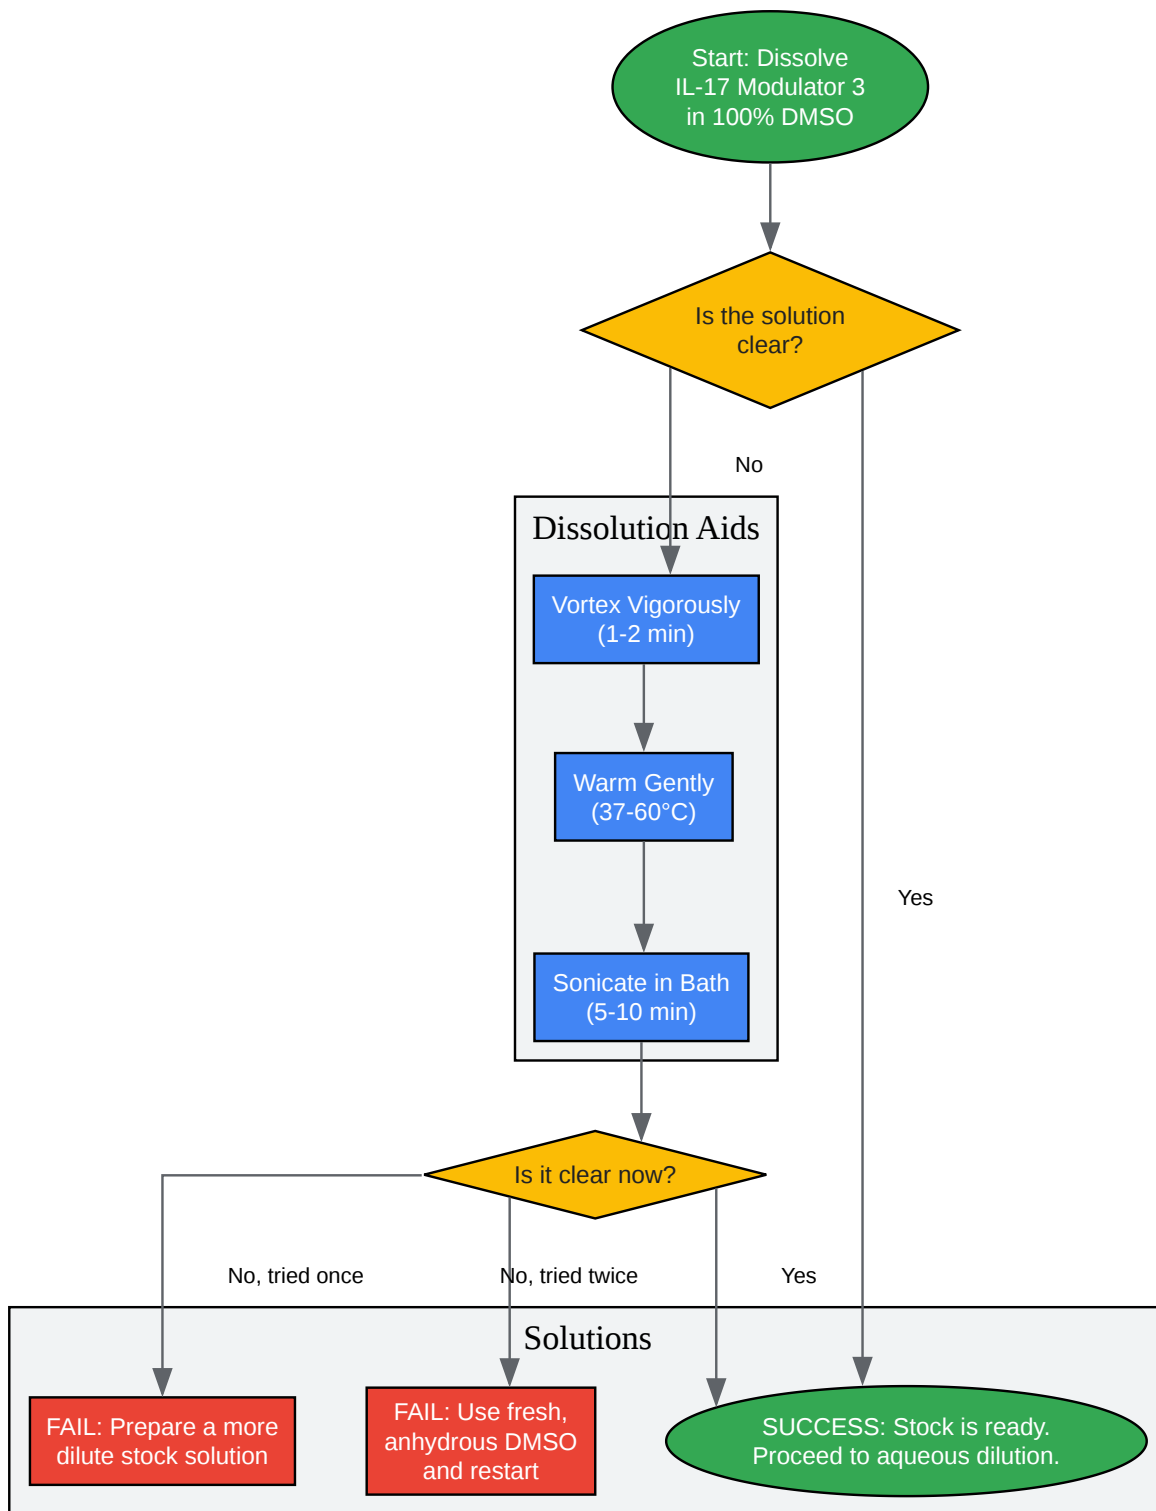 Start: Dissolve
IL-17 Modulator 3
in 100% DMSO
Is the solution
clear?
No
Dissolution Aids
Vortex Vigorously
(1-2 min)
Warm Gently
(37-60°C)
Yes
Sonicate in Bath
(5-10 min)
Is it clear now?
No, tried once
No, tried twice
Yes
Solutions
FAIL: Prepare a more
dilute stock solution
FAIL: Use fresh,
anhydrous DMSO
and restart
SUCCESS: Stock is ready.
Proceed to aqueous dilution.